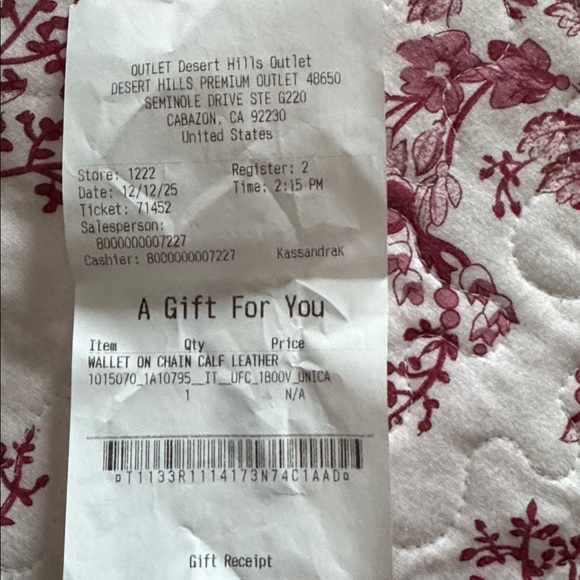 OUTLET Desert Hills Outlet
DESERT HILLS PREMIUM OUTLET 48650
SEMINOLE DRIVE STE G220
CABAZON, CA 92230
United States
Store: 1222 Register: 2
Date: 12/12/25 Time: 2:15 PM
Ticket: 71452
Salesperson:
8000000007227
Cashier: 8000000007227 KassandraK
A Gift For You
Item Qty Price
WALLET ON CHAIN CALF LEATHER
1015070_1A10795__IT__UFC_1B00V_UNICA
1 N/A
T1133R1114173N74C1AAD
Gift Receipt